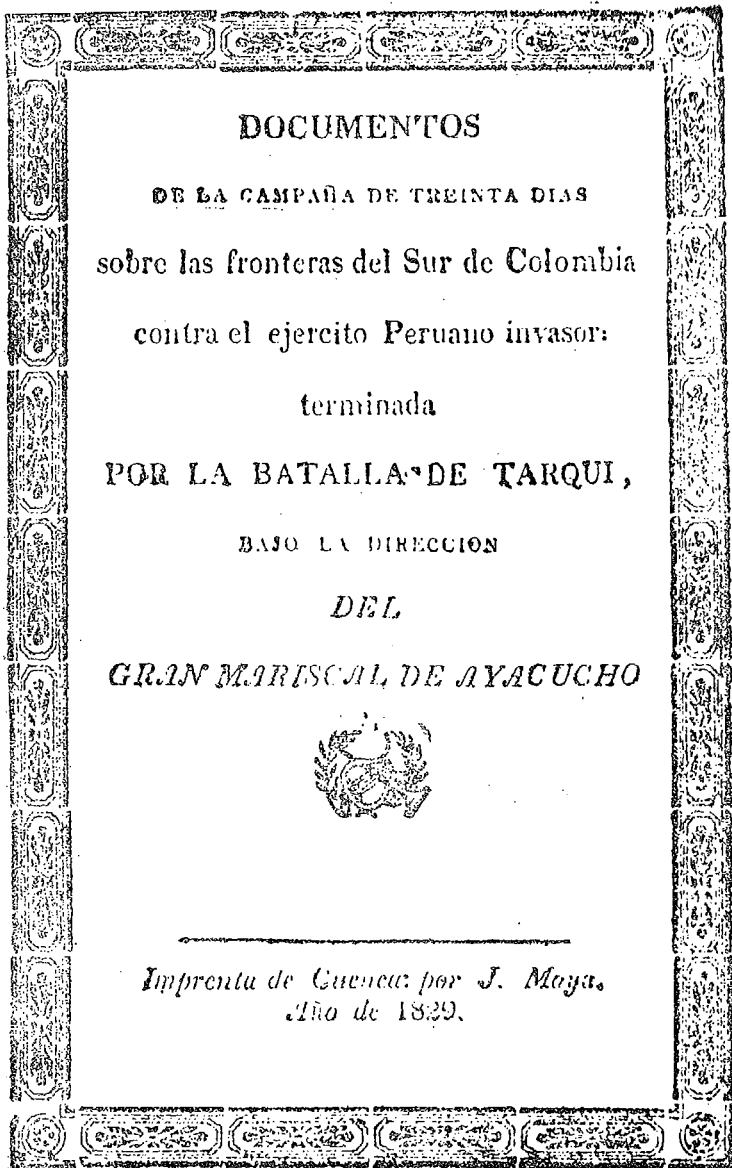 DOCUMENTOS
DE LA CAMPAÑA DE TREINTA DIAS
sobre las fronteras del Sur de Colombia
contra el ejercito Peruano invasor:
terminada
POR LA BATALLA DE TARQUI,
BAJO LA DIRECCION
DEL
GRAN MARISCAL DE AYACUCHO
Imprenta de Cuenca: por J. Maya.
Año de 1829.